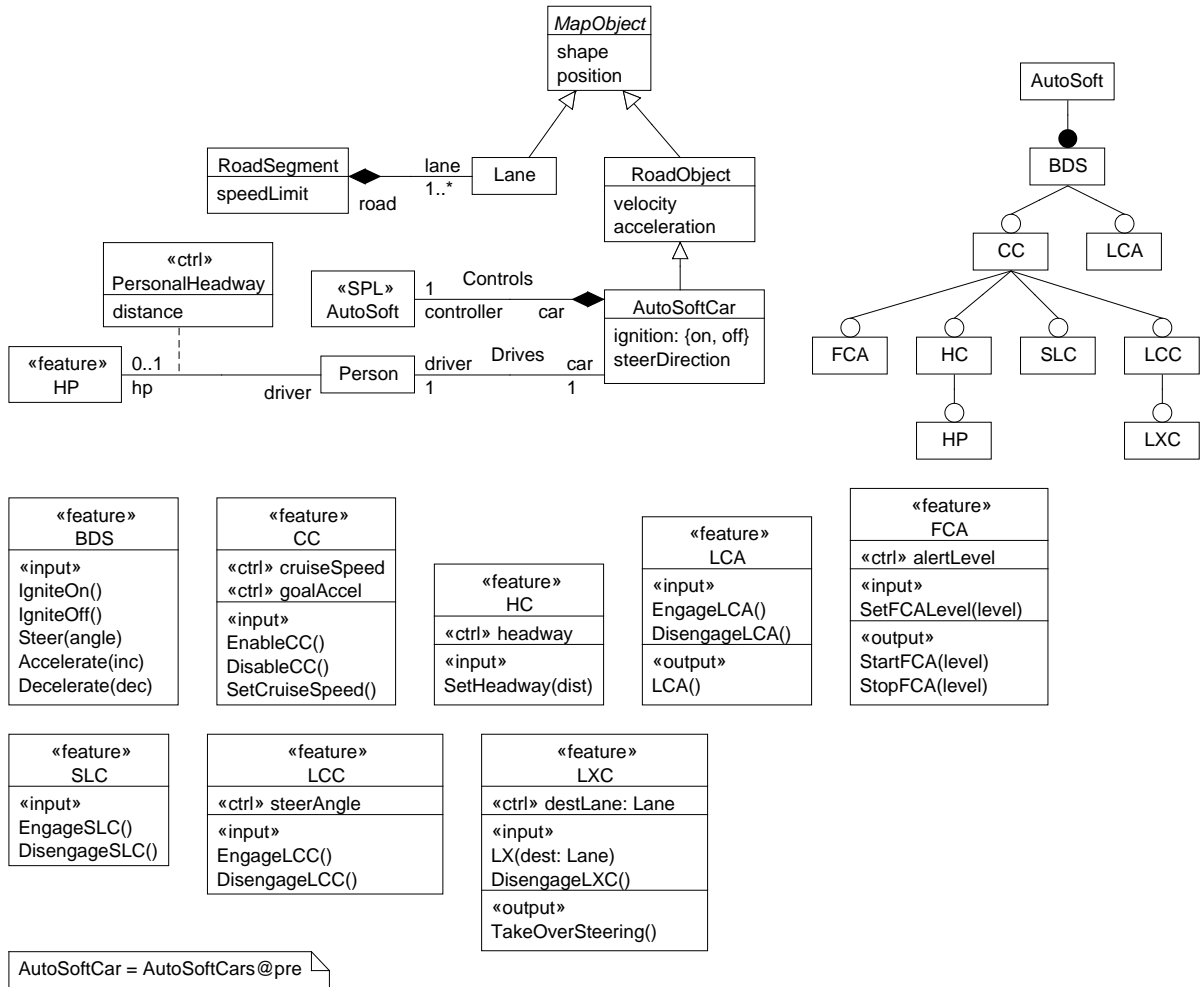 MapObject
shape
position
AutoSoft
BDS
CC
LCA
FCA
HC
SLC
LCC
HP
LXC
RoadSegment
speedLimit
lane
1..*
road
Lane
RoadObject
velocity
acceleration
«ctrl»
PersonalHeadway
distance
«SPL»
AutoSoft
1
Controls
controller
car
AutoSoftCar
ignition: {on, off}
steerDirection
«feature»
HP
0..1
hp
driver
Person
driver
Drives
car
1
1
«feature»
BDS
«input»
IgniteOn()
IgniteOff()
Steer(angle)
Accelerate(inc)
Decelerate(dec)
«feature»
CC
«ctrl» cruiseSpeed
«ctrl» goalAccel
«input»
EnableCC()
DisableCC()
SetCruiseSpeed()
«feature»
HC
«ctrl» headway
«input»
SetHeadway(dist)
«feature»
LCA
«input»
EngageLCA()
DisengageLCA()
«output»
LCA()
«feature»
FCA
«ctrl» alertLevel
«input»
SetFCALevel(level)
«output»
StartFCA(level)
StopFCA(level)
«feature»
SLC
«input»
EngageSLC()
DisengageSLC()
«feature»
LCC
«ctrl» steerAngle
«input»
EngageLCC()
DisengageLCC()
«feature»
LXC
«ctrl» destLane: Lane
«input»
LX(dest: Lane)
DisengageLXC()
«output»
TakeOverSteering()
AutoSoftCar = AutoSoftCars@pre